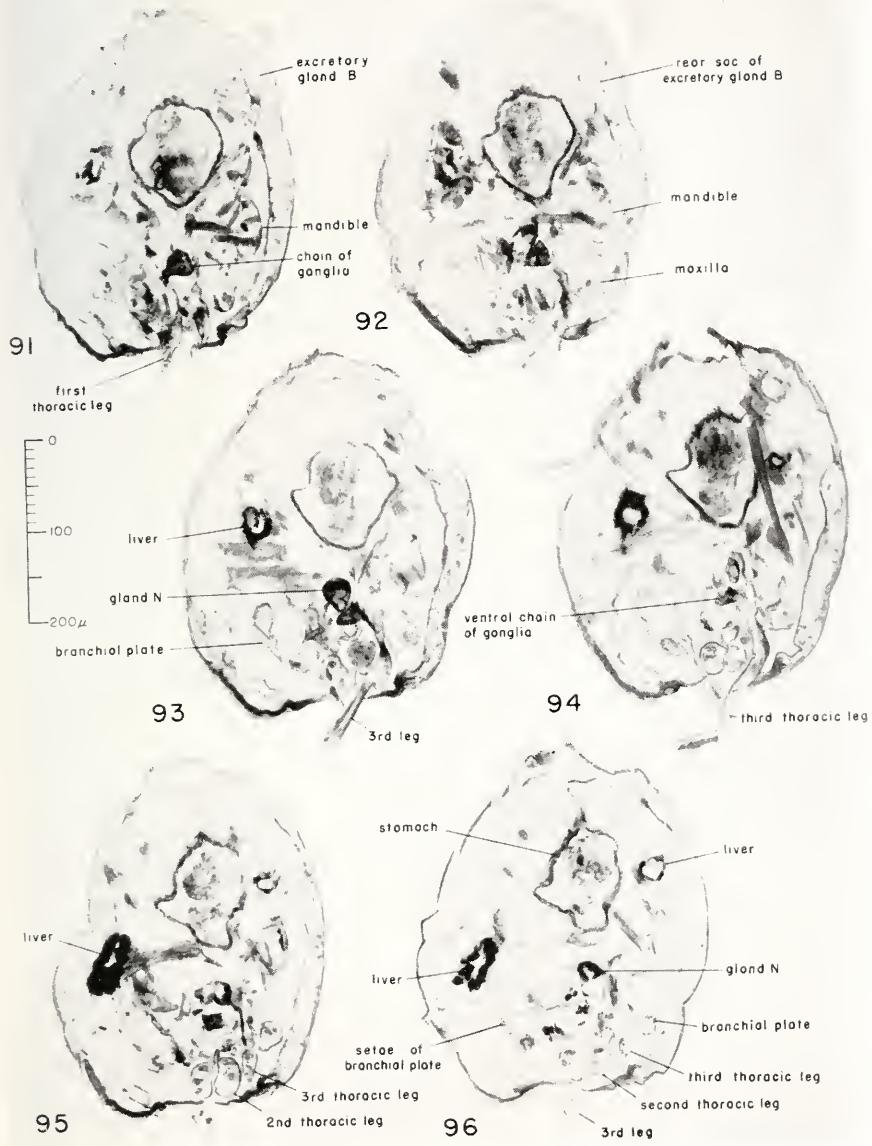 excretory
gland B
mandible
chain of
ganglia
91
first
thoracic leg
rear sac of
excretory gland B
mandible
maxilla
92
0
100
200μ
liver
gland N
branchial plate
93
3rd leg
ventral chain
of ganglia
94
third thoracic leg
liver
3rd thoracic leg
2nd thoracic leg
95
stomach
liver
liver
gland N
setae of
branchial plate
branchial plate
third thoracic leg
second thoracic leg
3rd leg
96